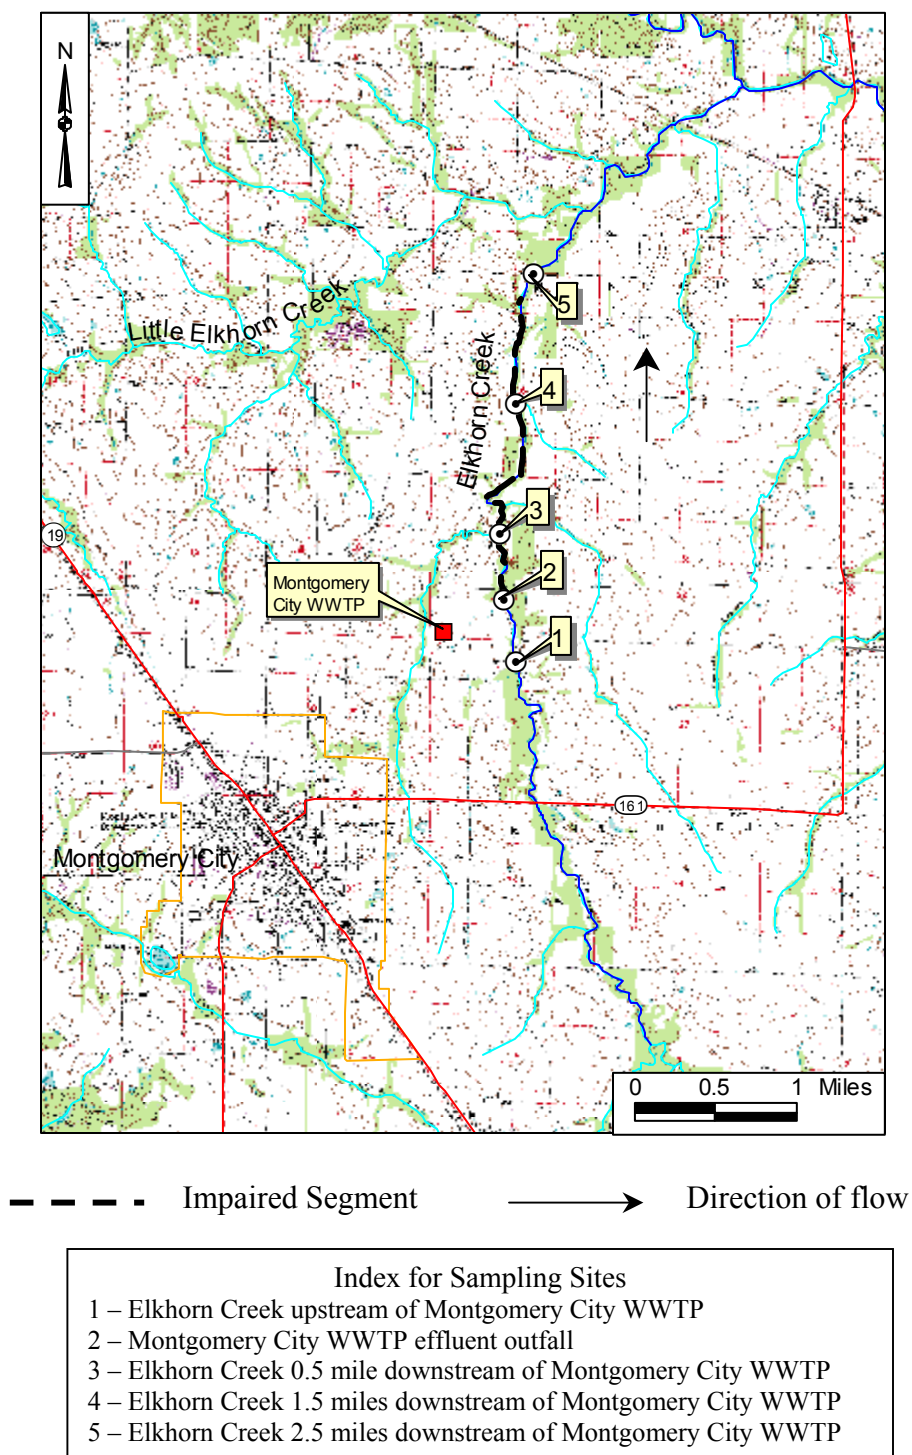 N
Little Elkhorn Creek
5
Elkhorn Creek
4
3
19
Montgomery
City WWTP
2
1
161
Montgomery City
0 0.5 1 Miles
Impaired Segment
Direction of flow
Index for Sampling Sites
1 – Elkhorn Creek upstream of Montgomery City WWTP
2 – Montgomery City WWTP effluent outfall
3 – Elkhorn Creek 0.5 mile downstream of Montgomery City WWTP
4 – Elkhorn Creek 1.5 miles downstream of Montgomery City WWTP
5 – Elkhorn Creek 2.5 miles downstream of Montgomery City WWTP